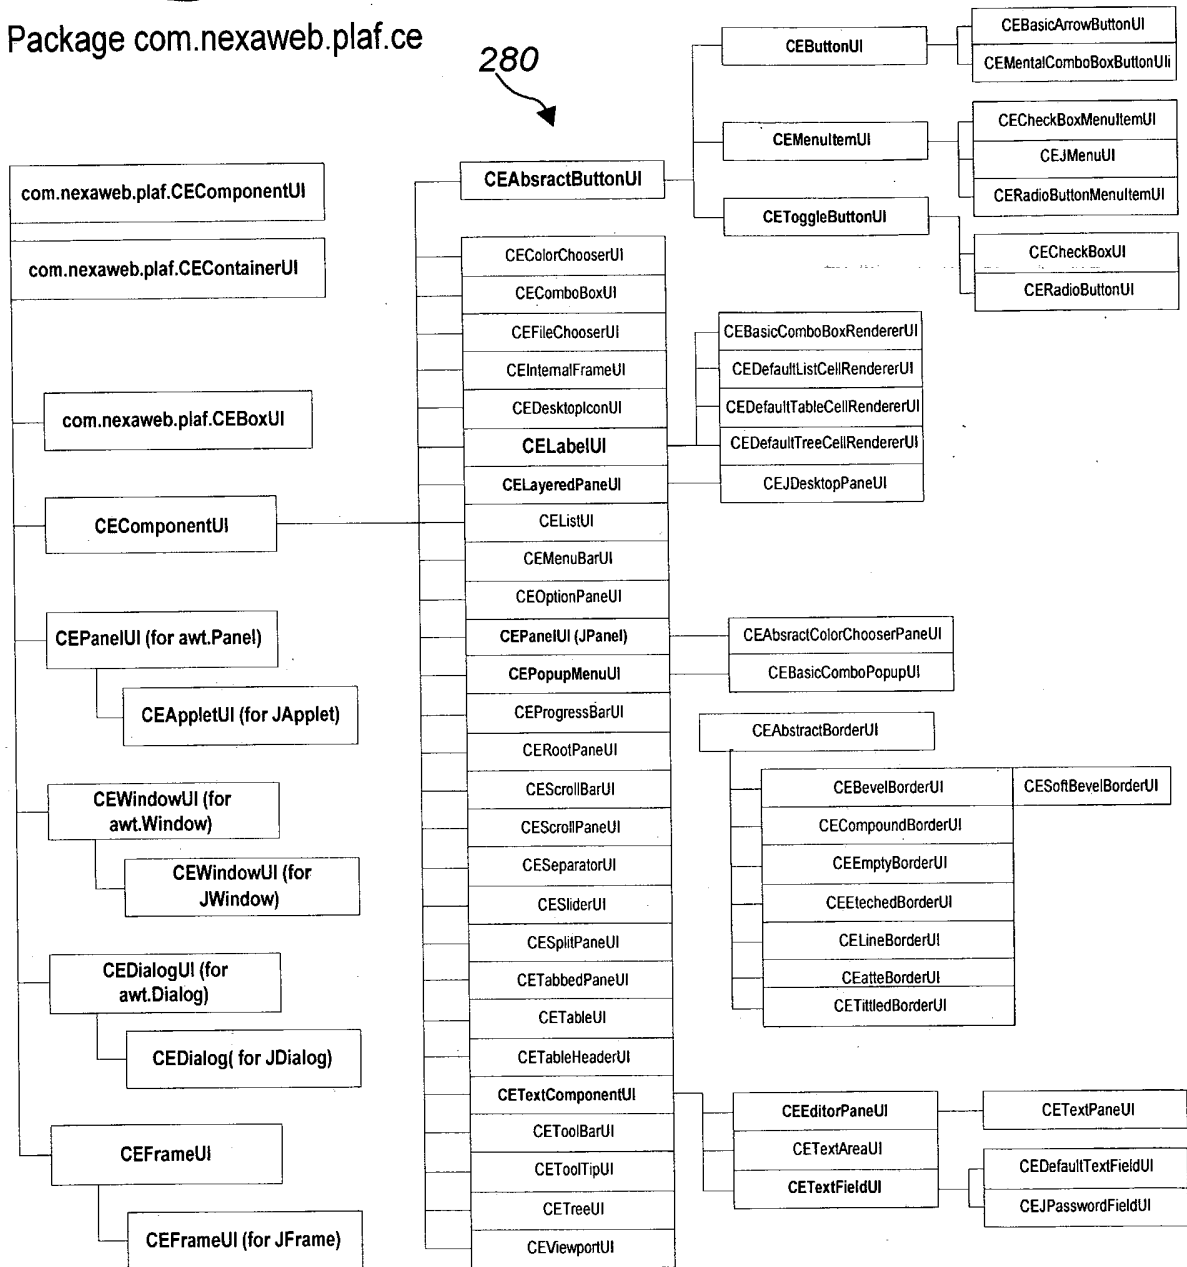 Package com.nexaweb.plaf.ce
280
com.nexaweb.plaf.CEComponentUI
com.nexaweb.plaf.CEContainerUI
com.nexaweb.plaf.CEBoxUI
CEComponentUI
CEPanelUI (for awt.Panel)
CEAppletUI (for JApplet)
CEWindowUI (for
awt.Window)
CEWindowUI (for
JWindow)
CEDialogUI (for
awt.Dialog)
CEDialog( for JDialog)
CEFrameUI
CEFrameUI (for JFrame)
CEAbsractButtonUI
CEColorChooserUI
CEComboBoxUI
CEFileChooserUI
CEInternalFrameUI
CEDesktopIconUI
CELabelUI
CELayeredPaneUI
CEListUI
CEMenuBarUI
CEOptionPaneUI
CEPanelUI (JPanel)
CEPopupMenuUI
CEProgressBarUI
CERootPaneUI
CEScrollBarUI
CEScrollPaneUI
CESeparatorUI
CESliderUI
CESplitPaneUI
CETabbedPaneUI
CETableUI
CETableHeaderUI
CETextComponentUI
CEToolBarUI
CEToolTipUI
CETreeUI
CEViewportUI
CEButtonUI
CEBasicArrowButtonUI
CEMentalComboBoxButtonUIi
CEMenuItemUI
CECheckBoxMenuItemUI
CEJMenuUI
CERadioButtonMenuItemUI
CEToggleButtonUI
CECheckBoxUI
CERadioButtonUI
CEBasicComboBoxRendererUI
CEDefaultListCellRendererUI
CEDefaultTableCellRendererUI
CEDefaultTreeCellRendererUI
CEJDesktopPaneUI
CEAbsractColorChooserPaneUI
CEBasicComboPopupUI
CEAbstractBorderUI
CEBevelBorderUI
CESoftBevelBorderUI
CECompoundBorderUI
CEEmptyBorderUI
CEEtechedBorderUI
CELineBorderUI
CEatteBorderUI
CETittledBorderUI
CEEditorPaneUI
CETextPaneUI
CETextAreaUI
CETextFieldUI
CEDefaultTextFieldUI
CEJPasswordFieldUI